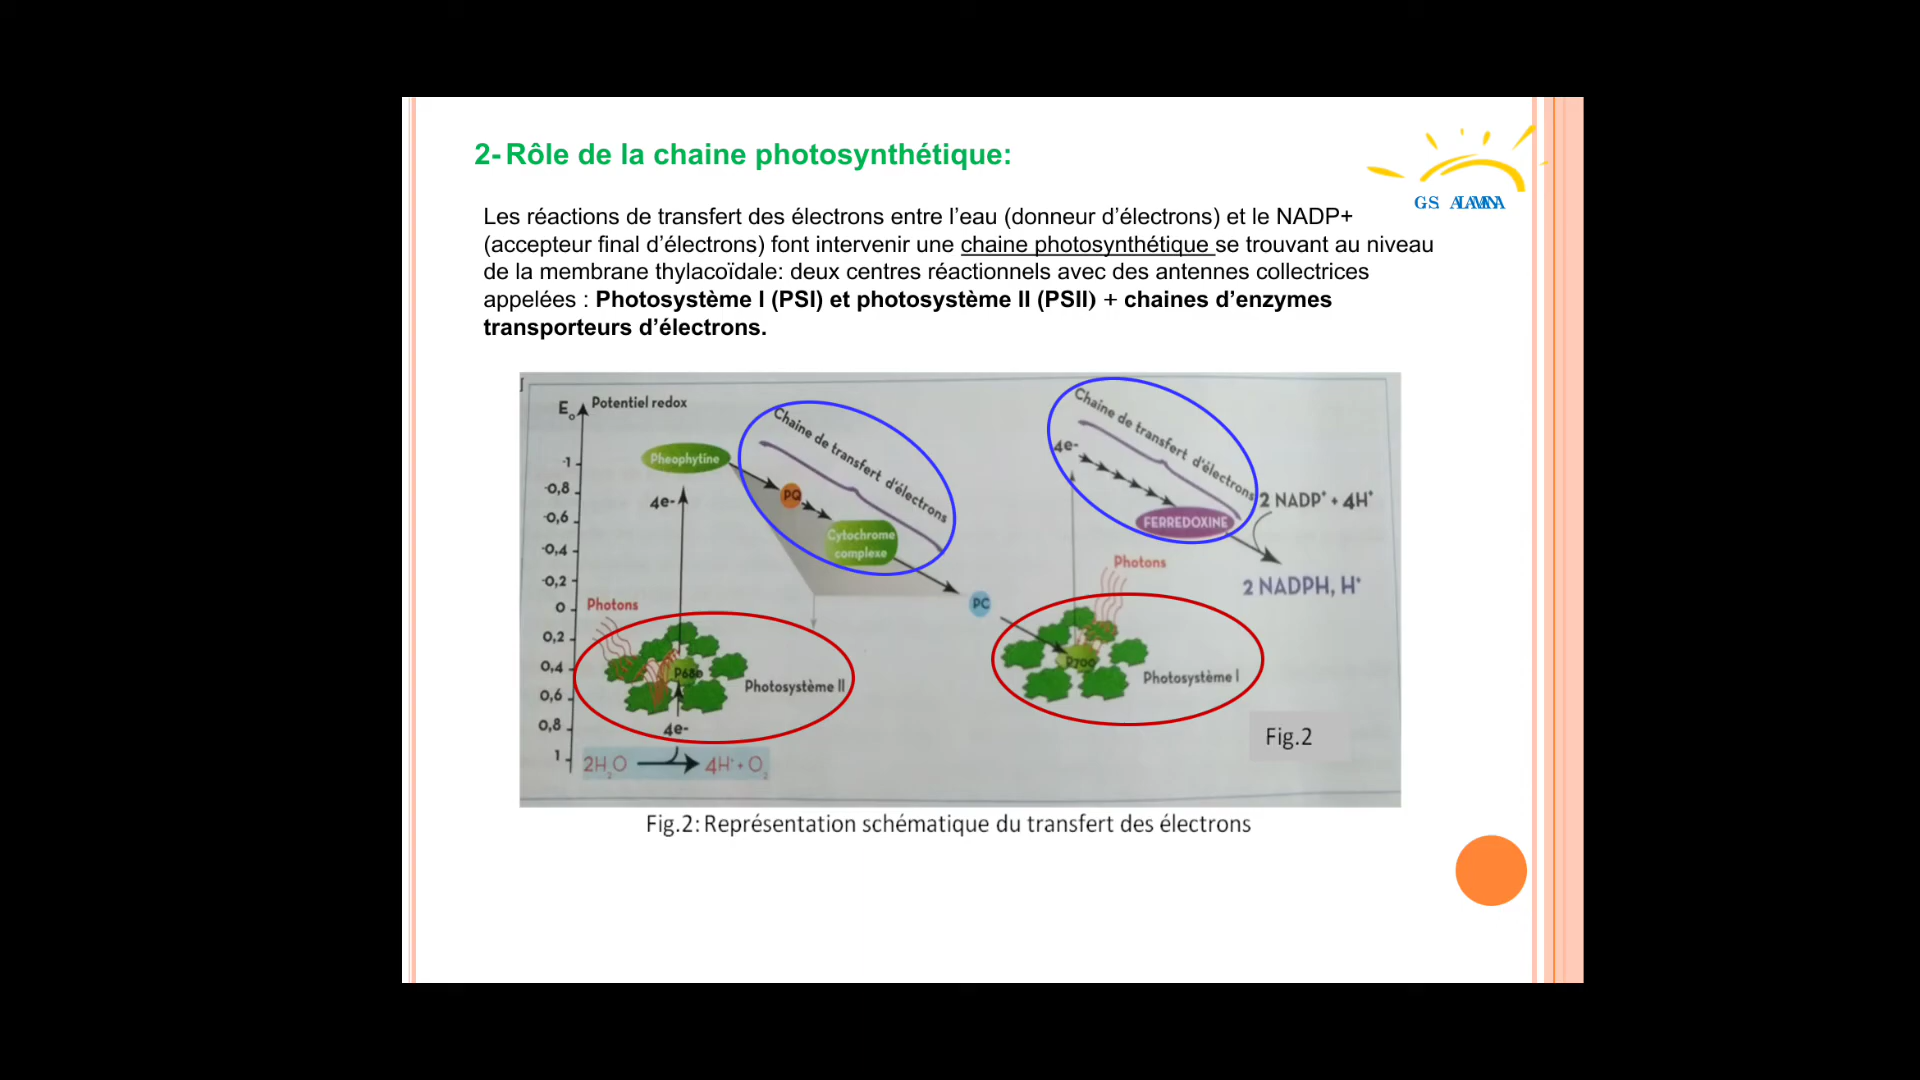 2- Rôle de la chaine photosynthétique:
G.S. ALAMANA
Les réactions de transfert des électrons entre l’eau (donneur d’électrons) et le NADP+
(accepteur final d’électrons) font intervenir une chaine photosynthétique se trouvant au niveau
de la membrane thylacoïdale: deux centres réactionnels avec des antennes collectrices
appelées : Photosystème I (PSI) et photosystème II (PSII) + chaines d’enzymes
transporteurs d’électrons.
E₀ Potentiel redox
-1
-0,8
-0,6
-0,4
-0,2
0
0,2
0,4
0,6
0,8
1
Pheophytine
4e-
Chaine de transfert d'électrons
PQ
Cytochrome
complexe
PC
Photons
P680
Photosystème II
4e-
2H₂O
4H⁺ + O₂
Chaine de transfert d'électrons
4e-
FERREDOXINE
2 NADP⁺ + 4H⁺
2 NADPH, H⁺
Photons
P700
Photosystème I
Fig.2
Fig.2: Représentation schématique du transfert des électrons